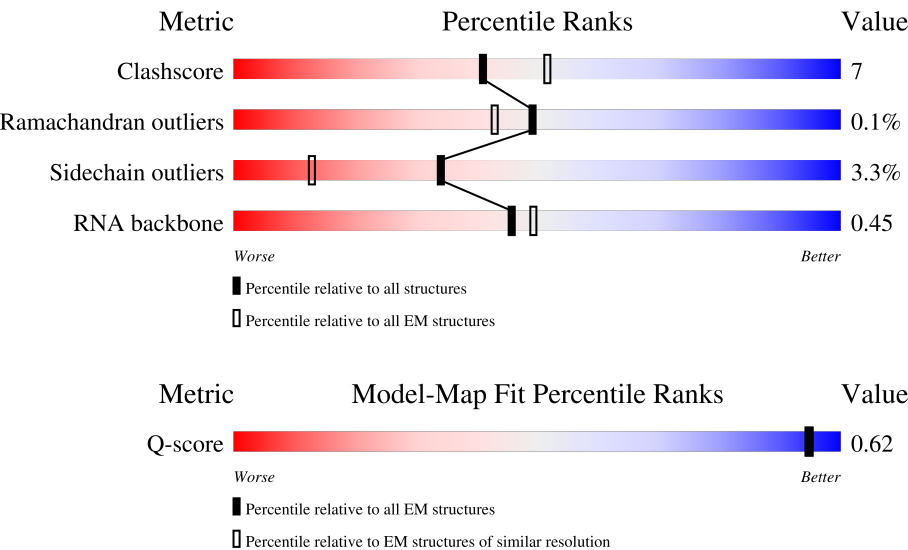 Metric Percentile Ranks Value
Clashscore 7
Ramachandran outliers 0.1%
Sidechain outliers 3.3%
RNA backbone 0.45
Worse Better
Percentile relative to all structures
Percentile relative to all EM structures
Metric Model-Map Fit Percentile Ranks Value
Q-score 0.62
Worse Better
Percentile relative to all EM structures
Percentile relative to EM structures of similar resolution